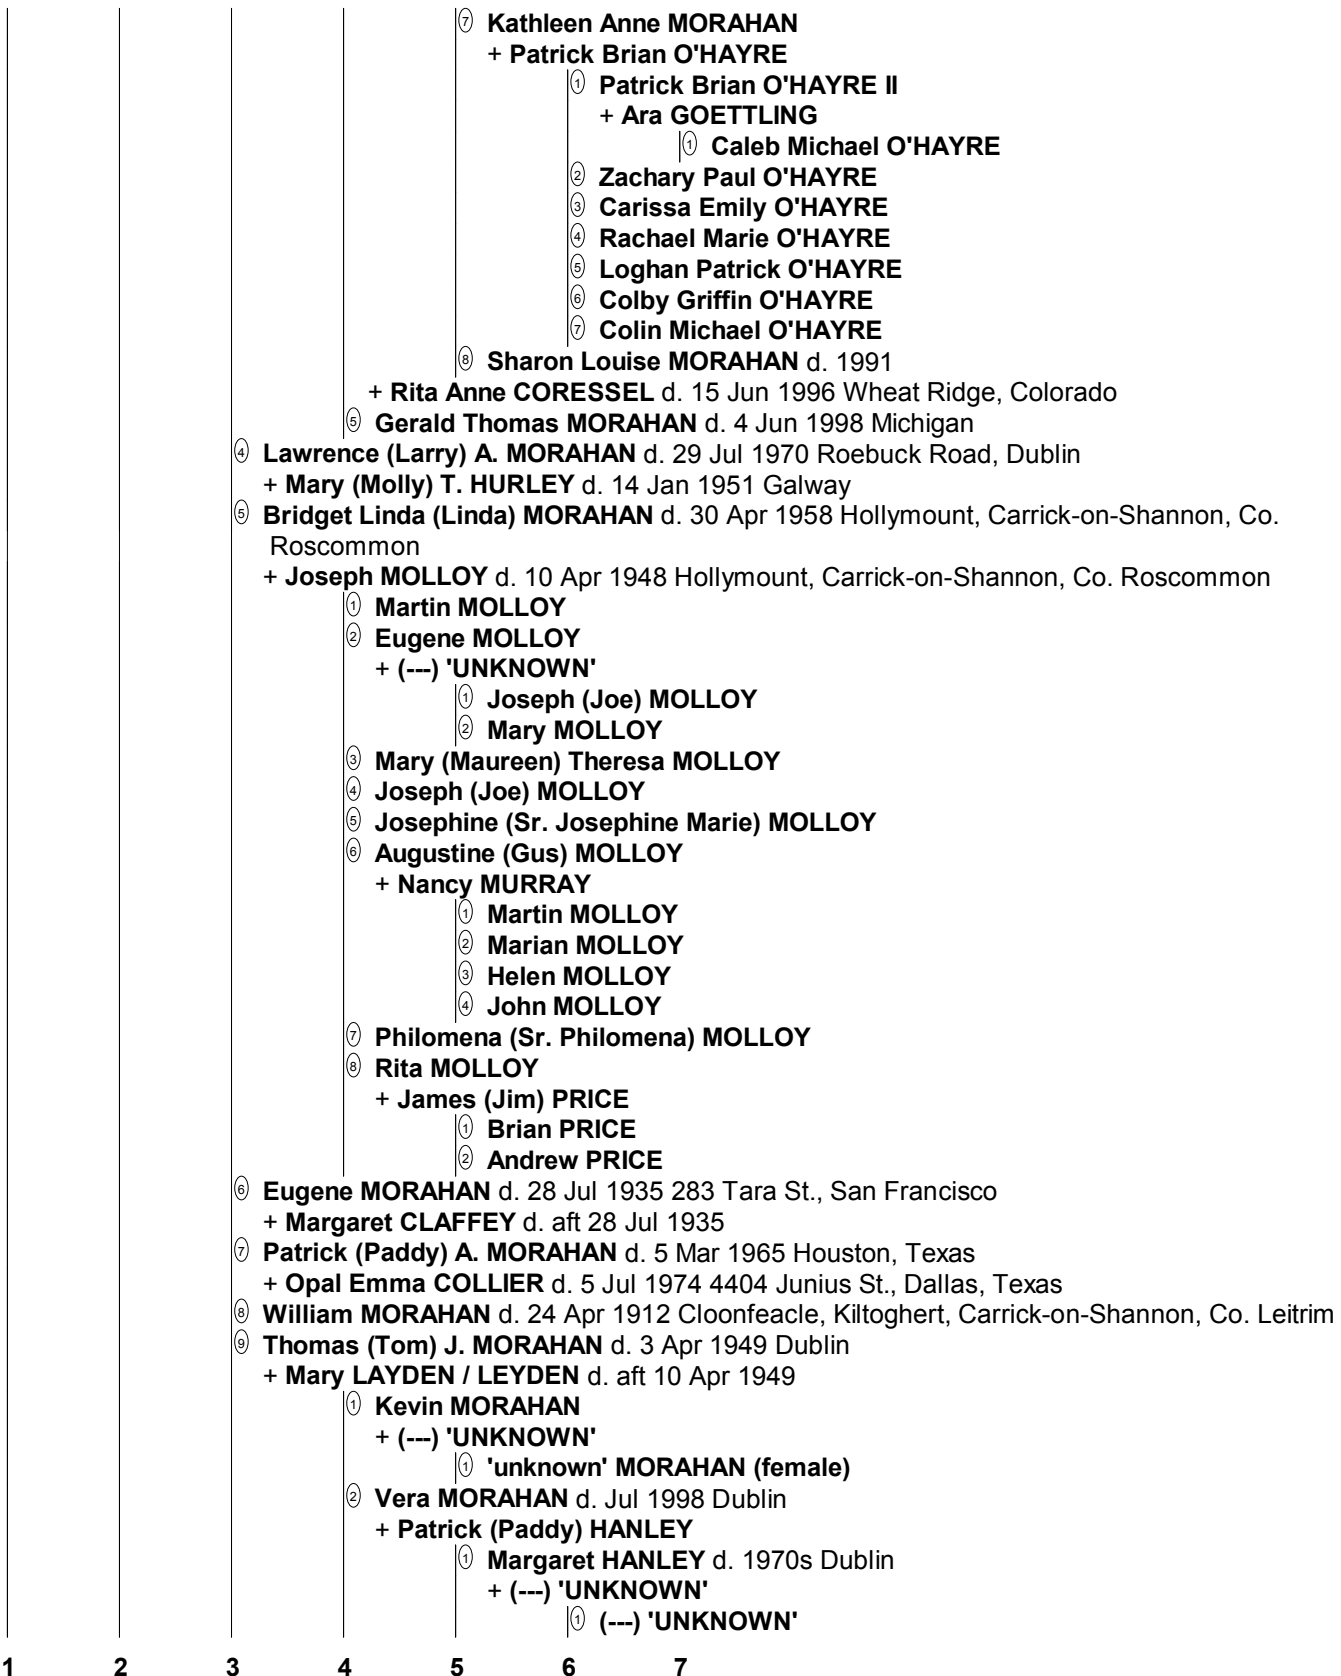 ⑦ Kathleen Anne MORAHAN
+ Patrick Brian O'HAYRE
① Patrick Brian O'HAYRE II
+ Ara GOETTLING
① Caleb Michael O'HAYRE
② Zachary Paul O'HAYRE
③ Carissa Emily O'HAYRE
④ Rachael Marie O'HAYRE
⑤ Loghan Patrick O'HAYRE
⑥ Colby Griffin O'HAYRE
⑦ Colin Michael O'HAYRE
⑧ Sharon Louise MORAHAN d. 1991
+ Rita Anne CORESSEL d. 15 Jun 1996 Wheat Ridge, Colorado
⑤ Gerald Thomas MORAHAN d. 4 Jun 1998 Michigan
④ Lawrence (Larry) A. MORAHAN d. 29 Jul 1970 Roebuck Road, Dublin
+ Mary (Molly) T. HURLEY d. 14 Jan 1951 Galway
⑤ Bridget Linda (Linda) MORAHAN d. 30 Apr 1958 Hollymount, Carrick-on-Shannon, Co.
Roscommon
+ Joseph MOLLOY d. 10 Apr 1948 Hollymount, Carrick-on-Shannon, Co. Roscommon
① Martin MOLLOY
② Eugene MOLLOY
+ (---) 'UNKNOWN'
① Joseph (Joe) MOLLOY
② Mary MOLLOY
③ Mary (Maureen) Theresa MOLLOY
④ Joseph (Joe) MOLLOY
⑤ Josephine (Sr. Josephine Marie) MOLLOY
⑥ Augustine (Gus) MOLLOY
+ Nancy MURRAY
① Martin MOLLOY
② Marian MOLLOY
③ Helen MOLLOY
④ John MOLLOY
⑦ Philomena (Sr. Philomena) MOLLOY
⑧ Rita MOLLOY
+ James (Jim) PRICE
① Brian PRICE
② Andrew PRICE
⑥ Eugene MORAHAN d. 28 Jul 1935 283 Tara St., San Francisco
+ Margaret CLAFFEY d. aft 28 Jul 1935
⑦ Patrick (Paddy) A. MORAHAN d. 5 Mar 1965 Houston, Texas
+ Opal Emma COLLIER d. 5 Jul 1974 4404 Junius St., Dallas, Texas
⑧ William MORAHAN d. 24 Apr 1912 Cloonfeacle, Kiltoghert, Carrick-on-Shannon, Co. Leitrim
⑨ Thomas (Tom) J. MORAHAN d. 3 Apr 1949 Dublin
+ Mary LAYDEN / LEYDEN d. aft 10 Apr 1949
① Kevin MORAHAN
+ (---) 'UNKNOWN'
① 'unknown' MORAHAN (female)
② Vera MORAHAN d. Jul 1998 Dublin
+ Patrick (Paddy) HANLEY
① Margaret HANLEY d. 1970s Dublin
+ (---) 'UNKNOWN'
① (---) 'UNKNOWN'
1 2 3 4 5 6 7